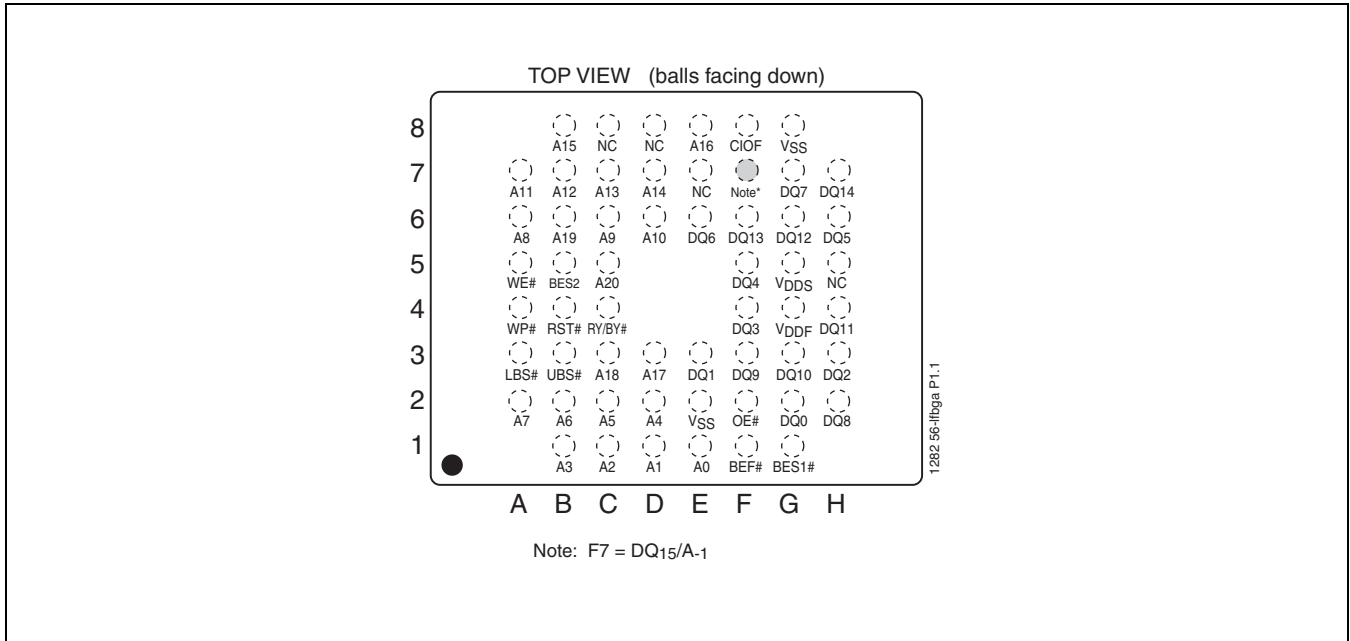 TOP VIEW (balls facing down)
8
A15 NC NC A16 CIOF VSS
7
A11 A12 A13 A14 NC Note* DQ7 DQ14
6
A8 A19 A9 A10 DQ6 DQ13 DQ12 DQ5
5
WE# BES2 A20 DQ4 VDDS NC
4
WP# RST# RY/BY# DQ3 VDDF DQ11
3
LBS# UBS# A18 A17 DQ1 DQ9 DQ10 DQ2
2
A7 A6 A5 A4 VSS OE# DQ0 DQ8
1
A3 A2 A1 A0 BEF# BES1#
A B C D E F G H
1282 56-lfbga P1.1
Note: F7 = DQ15/A-1